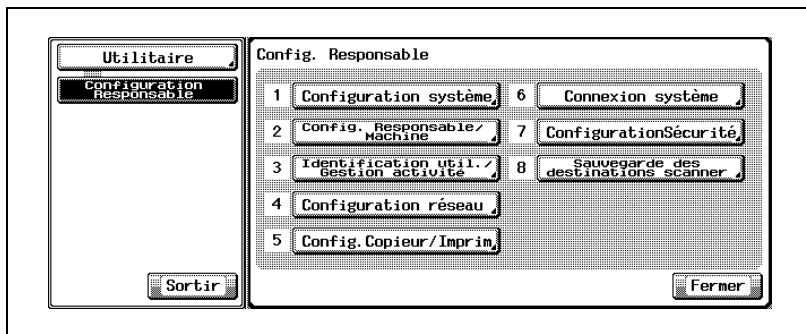 Utilitaire
Configuration
Responsable
Sortir
Config. Responsable
1 Configuration système
2 Config. Responsable/
Machine
3 Identification util./
Gestion activité
4 Configuration réseau
5 Config.Copieur/Imprim
6 Connexion système
7 ConfigurationSécurité
8 Sauvegarde des
destinations scanner
Fermer